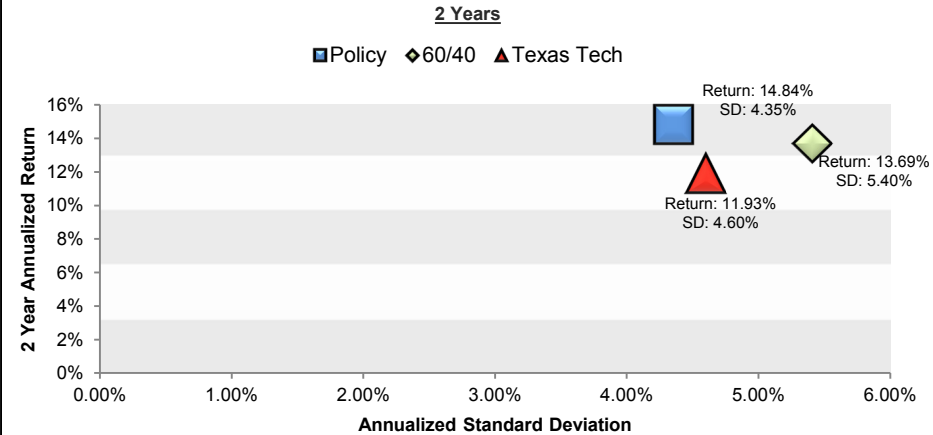 2 Years
Policy 60/40 Texas Tech
Return: 14.84%
SD: 4.35%
Return: 13.69%
SD: 5.40%
Return: 11.93%
SD: 4.60%
2 Year Annualized Return
16%
14%
12%
10%
8%
6%
4%
2%
0%
0.00% 1.00% 2.00% 3.00% 4.00% 5.00% 6.00%
Annualized Standard Deviation